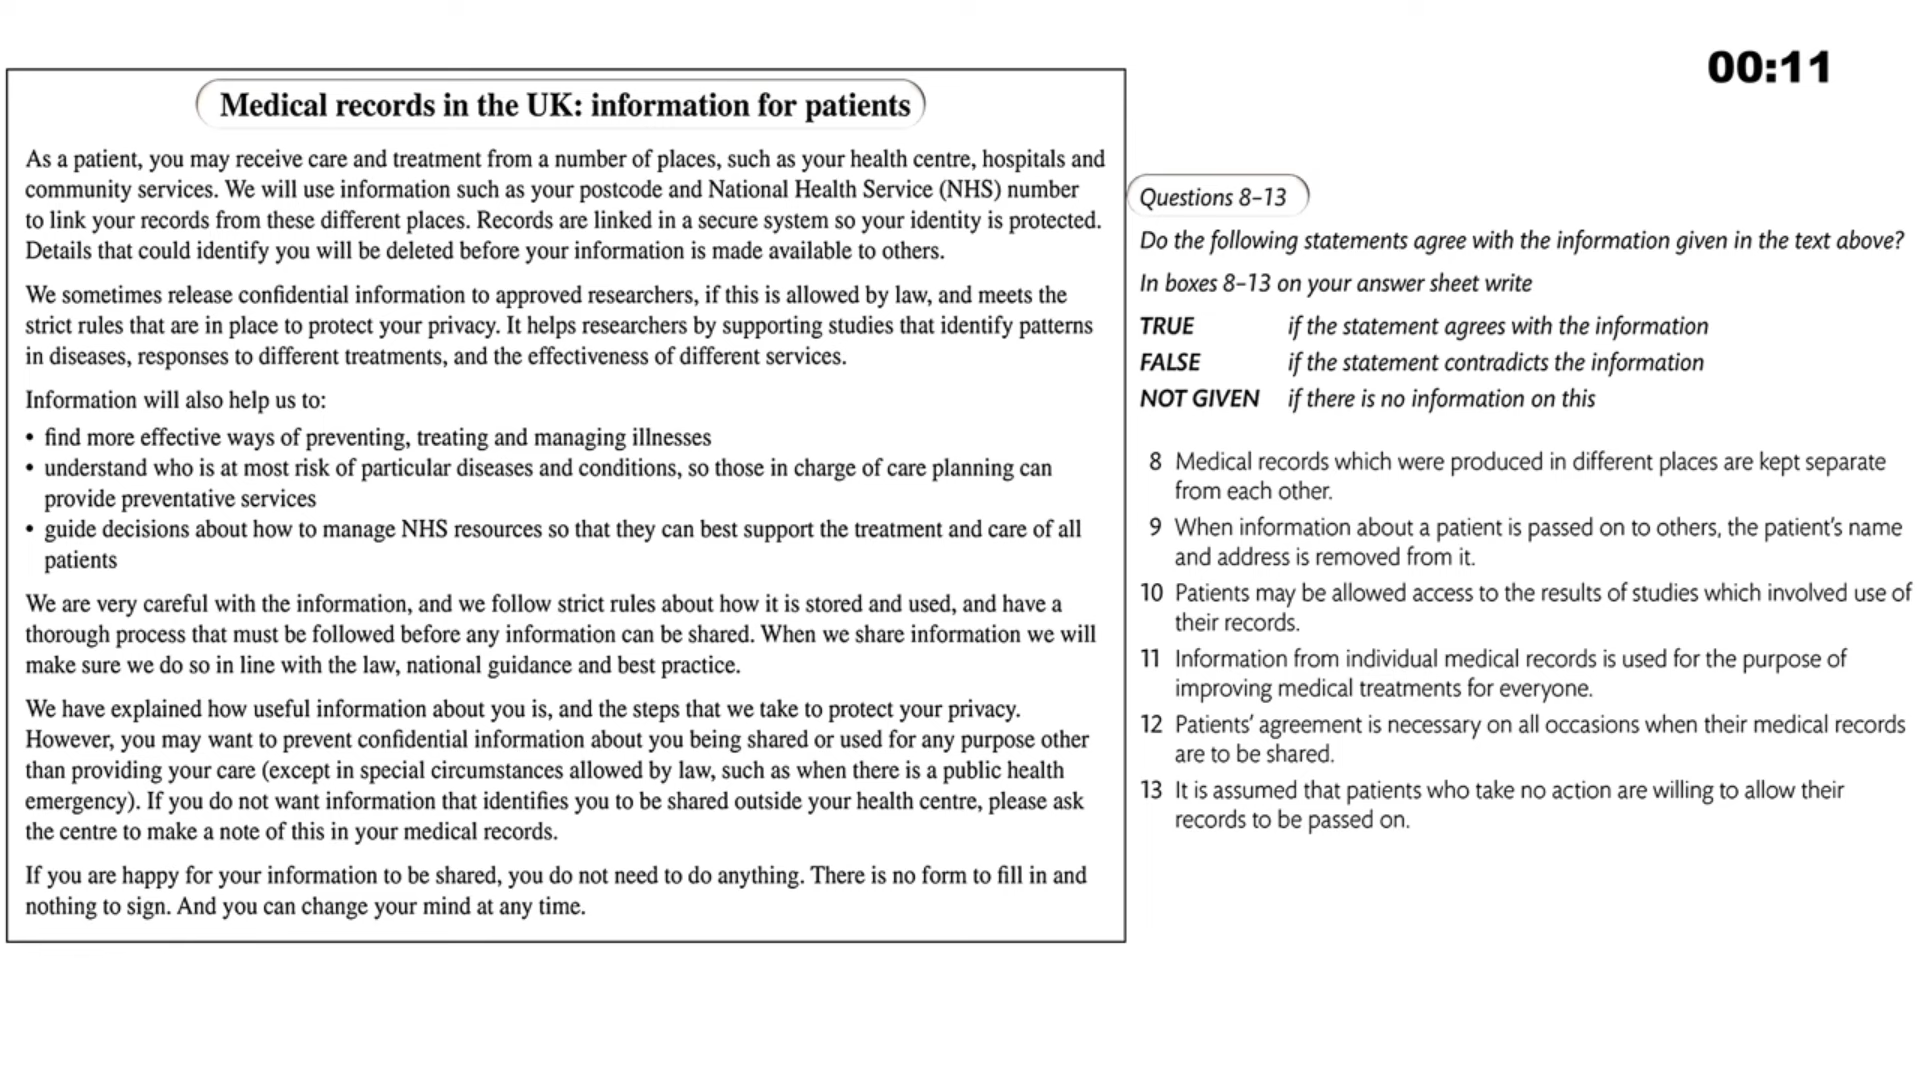 00:11
Medical records in the UK: information for patients
As a patient, you may receive care and treatment from a number of places, such as your health centre, hospitals and
community services. We will use information such as your postcode and National Health Service (NHS) number
to link your records from these different places. Records are linked in a secure system so your identity is protected.
Details that could identify you will be deleted before your information is made available to others.
We sometimes release confidential information to approved researchers, if this is allowed by law, and meets the
strict rules that are in place to protect your privacy. It helps researchers by supporting studies that identify patterns
in diseases, responses to different treatments, and the effectiveness of different services.
Information will also help us to:
• find more effective ways of preventing, treating and managing illnesses
• understand who is at most risk of particular diseases and conditions, so those in charge of care planning can
provide preventative services
• guide decisions about how to manage NHS resources so that they can best support the treatment and care of all
patients
We are very careful with the information, and we follow strict rules about how it is stored and used, and have a
thorough process that must be followed before any information can be shared. When we share information we will
make sure we do so in line with the law, national guidance and best practice.
We have explained how useful information about you is, and the steps that we take to protect your privacy.
However, you may want to prevent confidential information about you being shared or used for any purpose other
than providing your care (except in special circumstances allowed by law, such as when there is a public health
emergency). If you do not want information that identifies you to be shared outside your health centre, please ask
the centre to make a note of this in your medical records.
If you are happy for your information to be shared, you do not need to do anything. There is no form to fill in and
nothing to sign. And you can change your mind at any time.
Questions 8–13
Do the following statements agree with the information given in the text above?
In boxes 8–13 on your answer sheet write
TRUE if the statement agrees with the information
FALSE if the statement contradicts the information
NOT GIVEN if there is no information on this
8 Medical records which were produced in different places are kept separate
from each other.
9 When information about a patient is passed on to others, the patient's name
and address is removed from it.
10 Patients may be allowed access to the results of studies which involved use of
their records.
11 Information from individual medical records is used for the purpose of
improving medical treatments for everyone.
12 Patients' agreement is necessary on all occasions when their medical records
are to be shared.
13 It is assumed that patients who take no action are willing to allow their
records to be passed on.